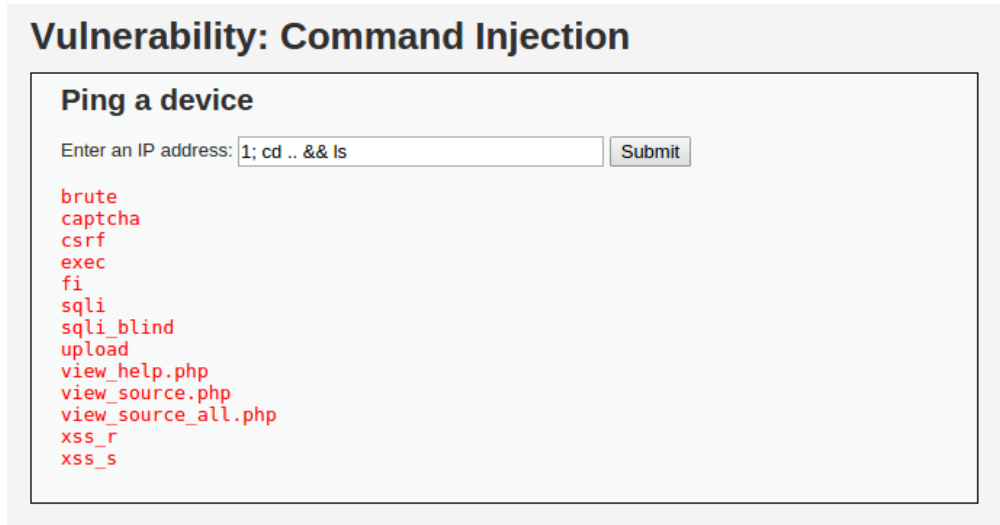 Vulnerability: Command Injection
Ping a device
Enter an IP address: 1; cd .. && ls Submit
brute
captcha
csrf
exec
fi
sqli
sqli_blind
upload
view_help.php
view_source.php
view_source_all.php
xss_r
xss_s